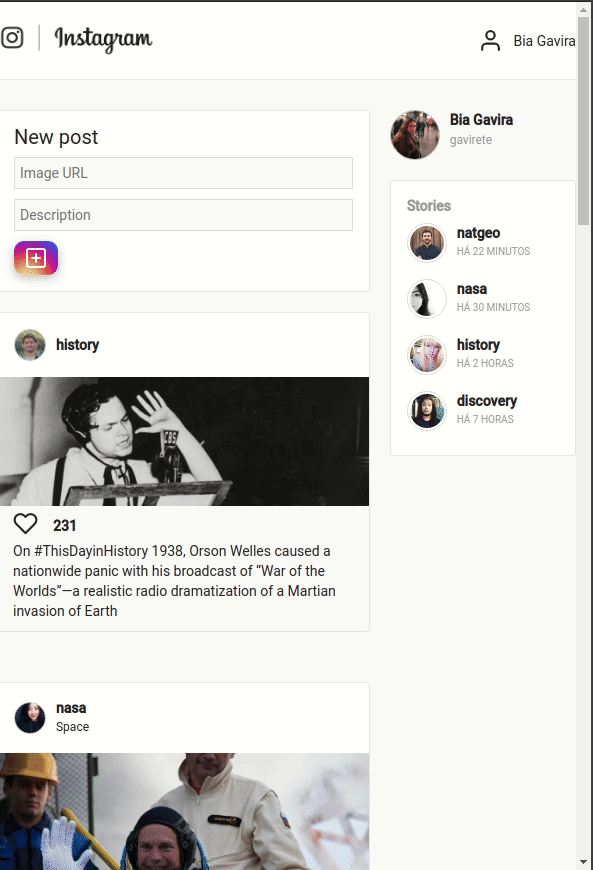 Instagram
Bia Gavira
New post
Image URL
Description
history
CBS
231
On #ThisDayinHistory 1938, Orson Welles caused a
nationwide panic with his broadcast of “War of the
Worlds”—a realistic radio dramatization of a Martian
invasion of Earth
nasa
Space
Bia Gavira
gavirete
Stories
natgeo
HÁ 22 MINUTOS
nasa
HÁ 30 MINUTOS
history
HÁ 2 HORAS
discovery
HÁ 7 HORAS